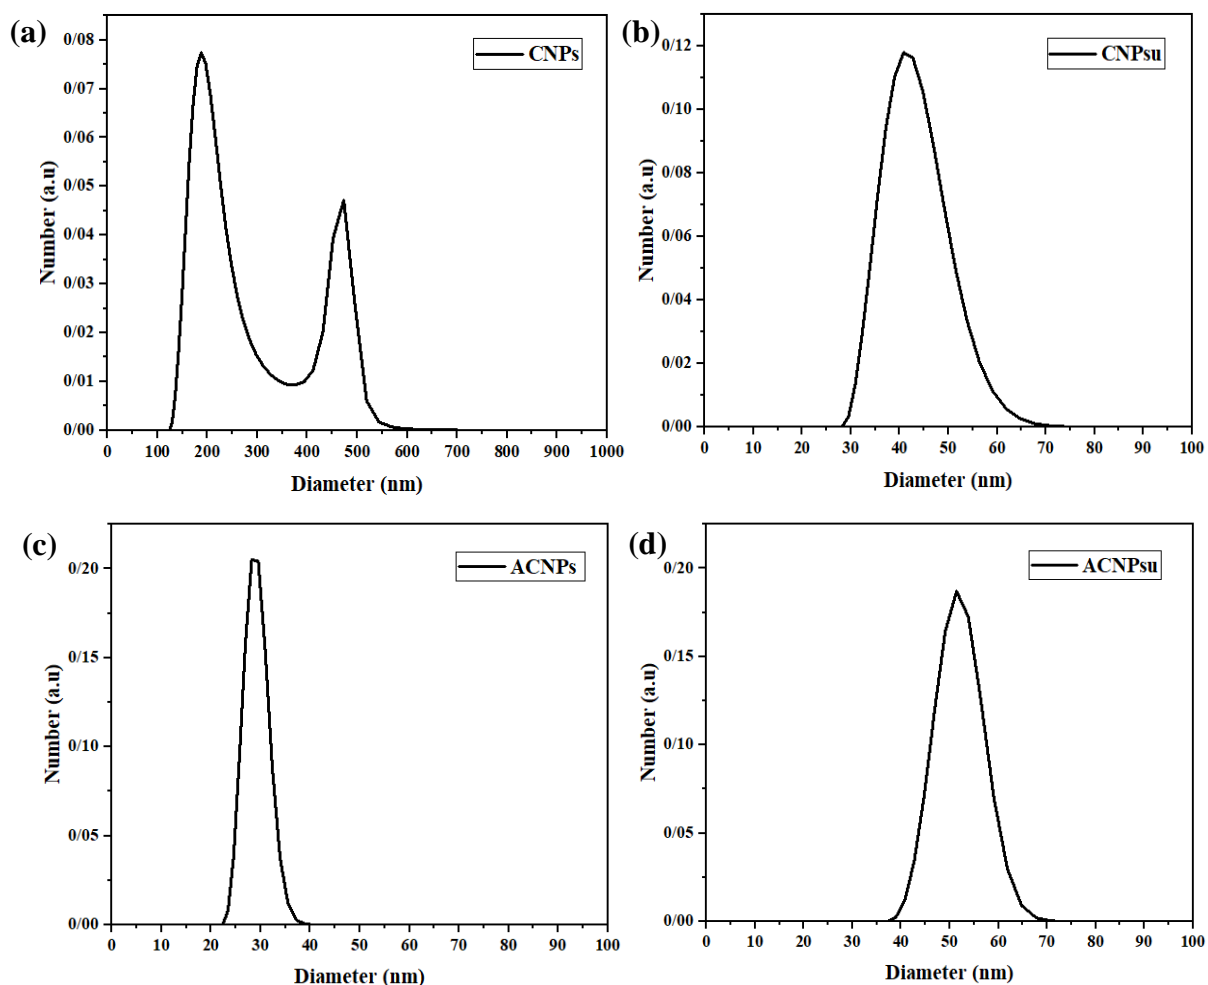 (a)
CNPs
0/08
0/07
0/06
0/05
0/04
0/03
0/02
0/01
0/00
Number (a.u)
0 100 200 300 400 500 600 700 800 900 1000
Diameter (nm)
(b)
CNPsu
0/12
0/10
0/08
0/06
0/04
0/02
0/00
Number (a.u)
0 10 20 30 40 50 60 70 80 90 100
Diameter (nm)
(c)
ACNPs
0/20
0/15
0/10
0/05
0/00
Number (a.u)
0 10 20 30 40 50 60 70 80 90 100
Diameter (nm)
(d)
ACNPsu
0/20
0/15
0/10
0/05
0/00
Number (a.u)
0 10 20 30 40 50 60 70 80 90 100
Diameter (nm)